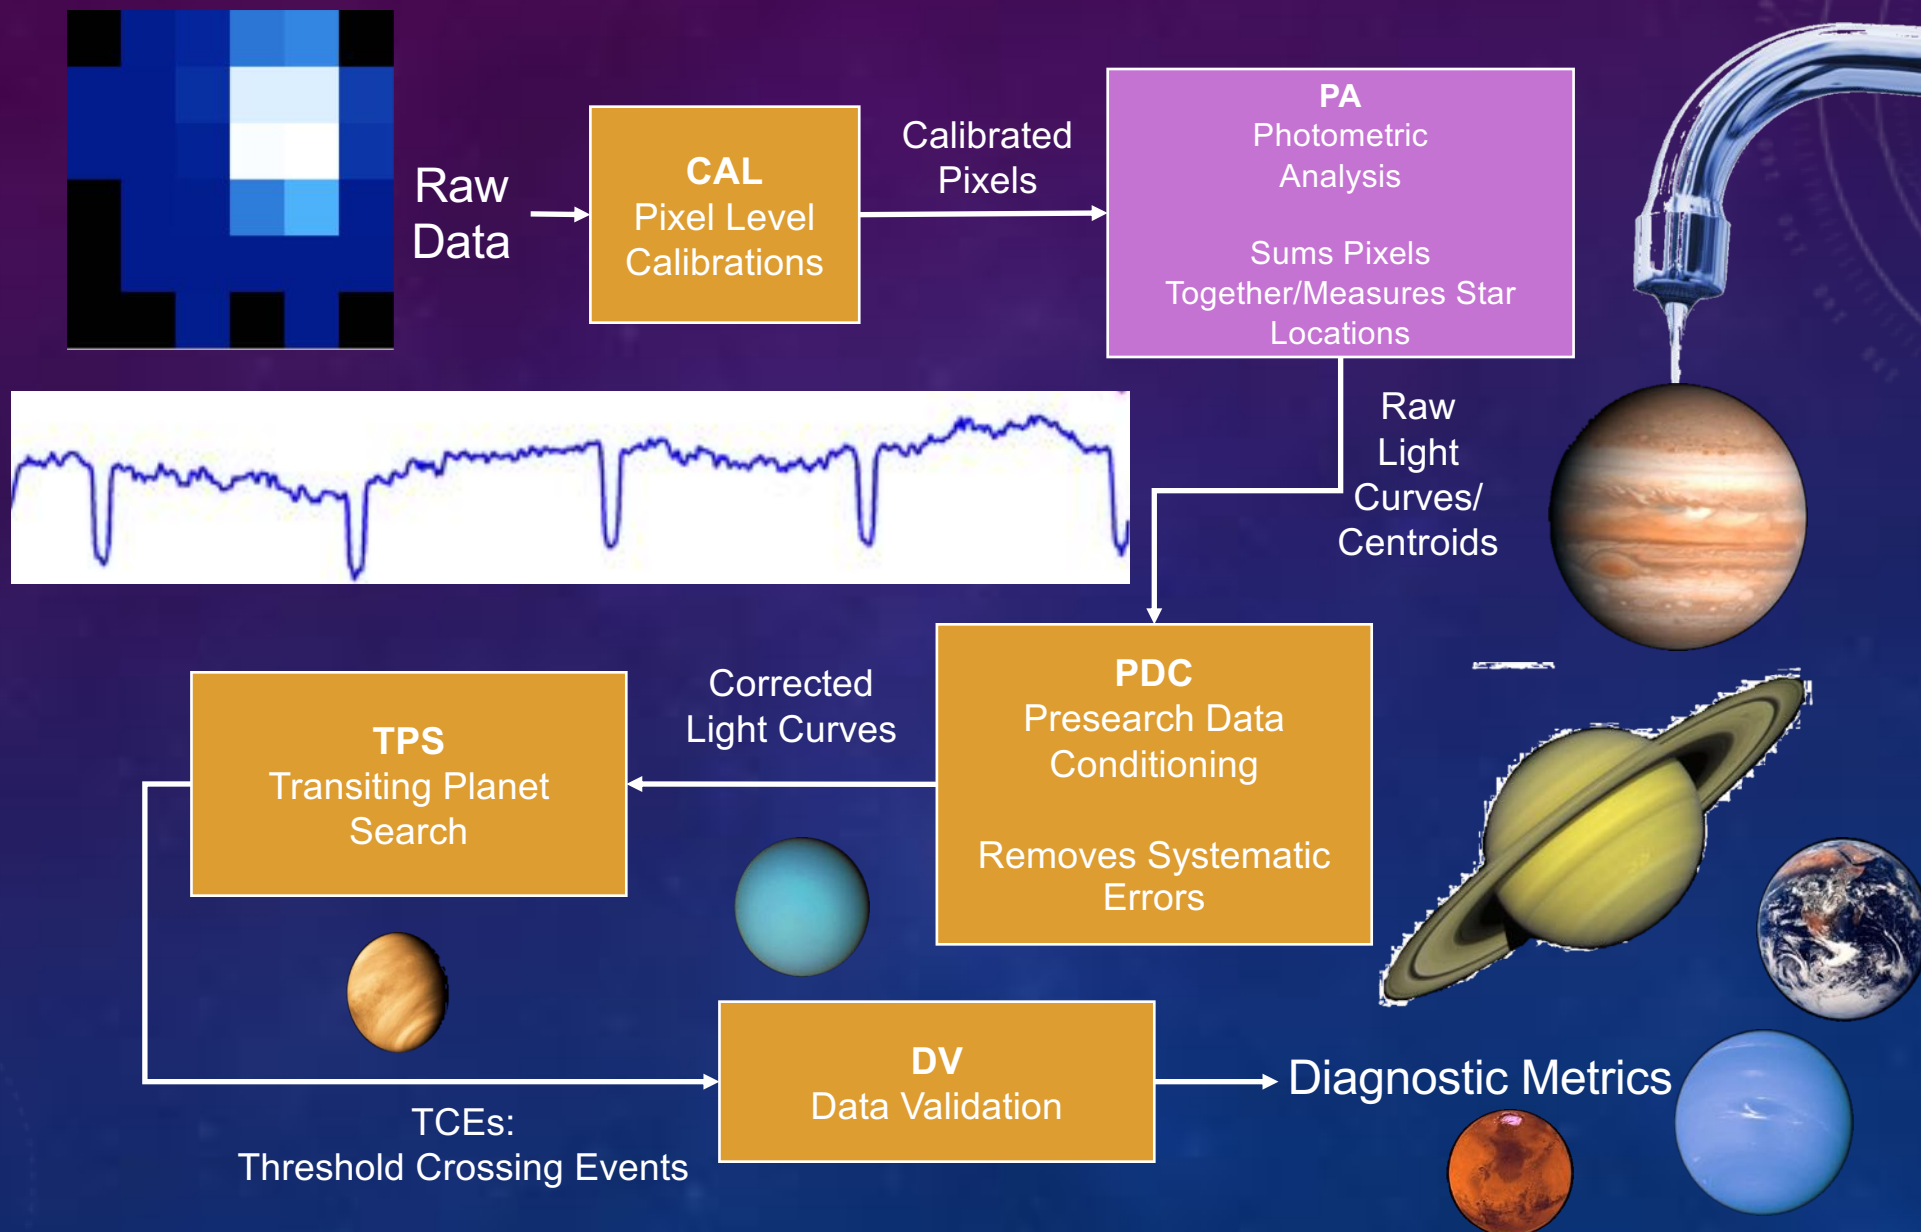 Raw
Data
CAL
Pixel Level
Calibrations
Calibrated
Pixels
PA
Photometric
Analysis
Sums Pixels
Together/Measures Star
Locations
Raw
Light
Curves/
Centroids
PDC
Presearch Data
Conditioning
Removes Systematic
Errors
Corrected
Light Curves
TPS
Transiting Planet
Search
TCEs:
Threshold Crossing Events
DV
Data Validation
Diagnostic Metrics